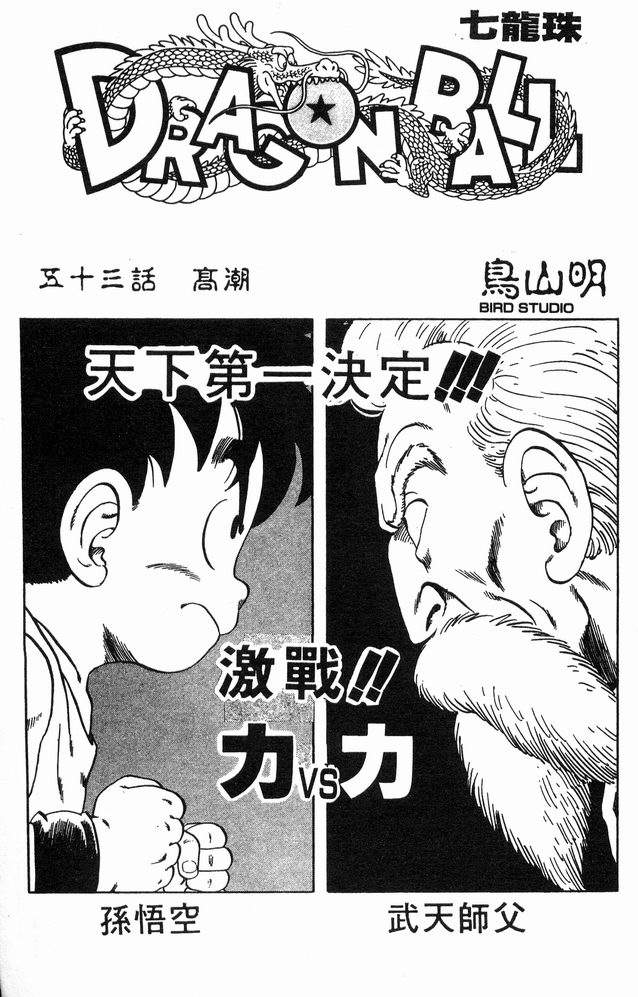 七龍珠
DRAGON BALL
五十三話 高潮
鳥山明
BIRD STUDIO
天下第一決定!!!
激戰!!
力VS力
孫悟空
武天師父